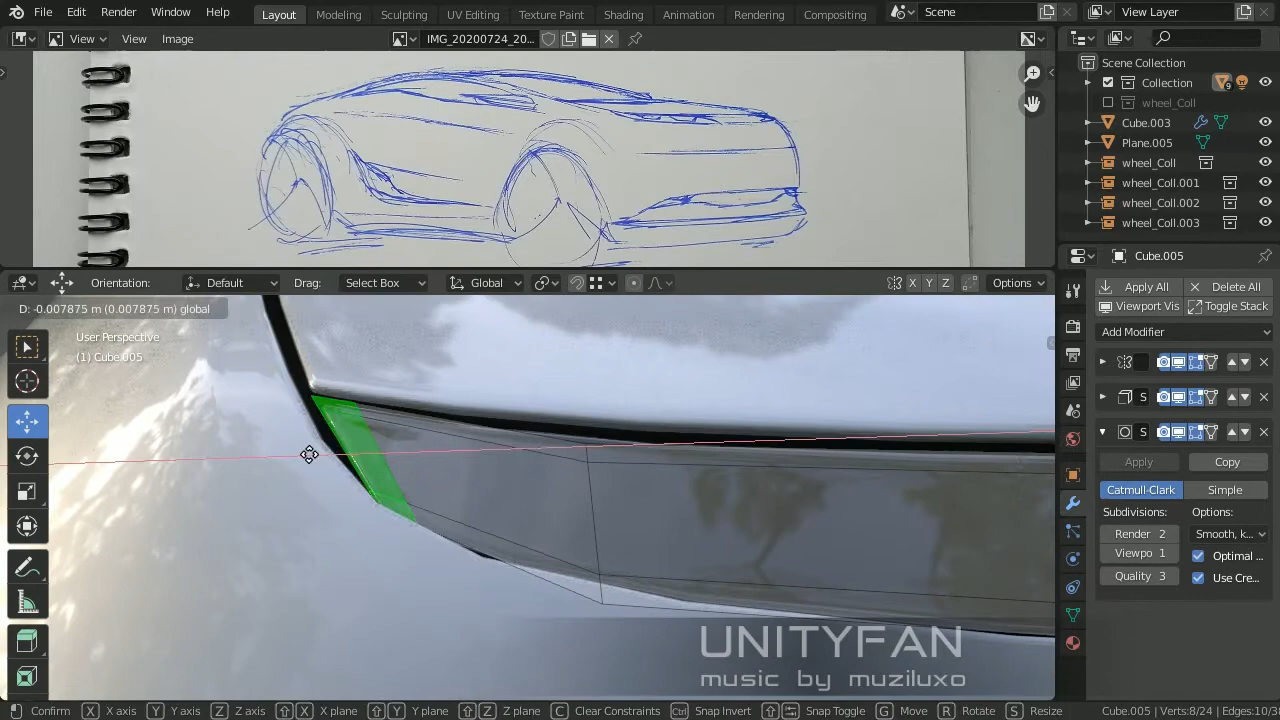 File Edit Render Window Help Layout Modeling Sculpting UV Editing Texture Paint Shading Animation Rendering Compositing Scene View Layer
View View Image IMG_20200724_20...
Scene Collection
Collection 9
wheel_Coll
Cube.003
Plane.005
wheel_Coll
wheel_Coll.001
wheel_Coll.002
wheel_Coll.003
Orientation: Default Drag: Select Box Global X Y Z Options
D: -0.007875 m (0.007875 m) global
User Perspective
(1) Cube.005
Cube.005
Apply All Delete All
Viewport Vis Toggle Stack
Add Modifier
S
S
Apply Copy
Catmull-Clark Simple
Subdivisions: Options:
Render 2 Smooth, k...
Viewpo 1 Optimal ...
Quality 3 Use Cre...
UNITYFAN
music by muziluxo
Confirm X X axis Y Y axis Z Z axis X X plane Y Y plane Z Z plane C Clear Constraints Ctrl Snap Invert Snap Toggle G Move R Rotate S Resize Cube.005 | Verts:8/24 | Edges:10/3